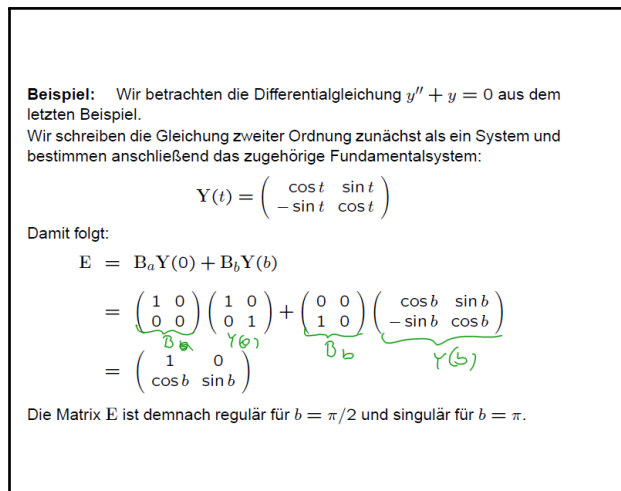 Beispiel: Wir betrachten die Differentialgleichung y'' + y = 0 aus dem
letzten Beispiel.
Wir schreiben die Gleichung zweiter Ordnung zunächst als ein System und
bestimmen anschließend das zugehörige Fundamentalsystem:
Y(t) = ( cos t sin t
− sin t cos t )
Damit folgt:
E = B_a Y(0) + B_b Y(b)
= ( 1 0 ; 0 0 ) ( 1 0 ; 0 1 ) + ( 0 0 ; 1 0 ) ( cos b sin b ; − sin b cos b )
Y(0) B_b Y(b)
= ( 1 0 ; cos b sin b )
Die Matrix E ist demnach regulär für b = π/2 und singulär für b = π.